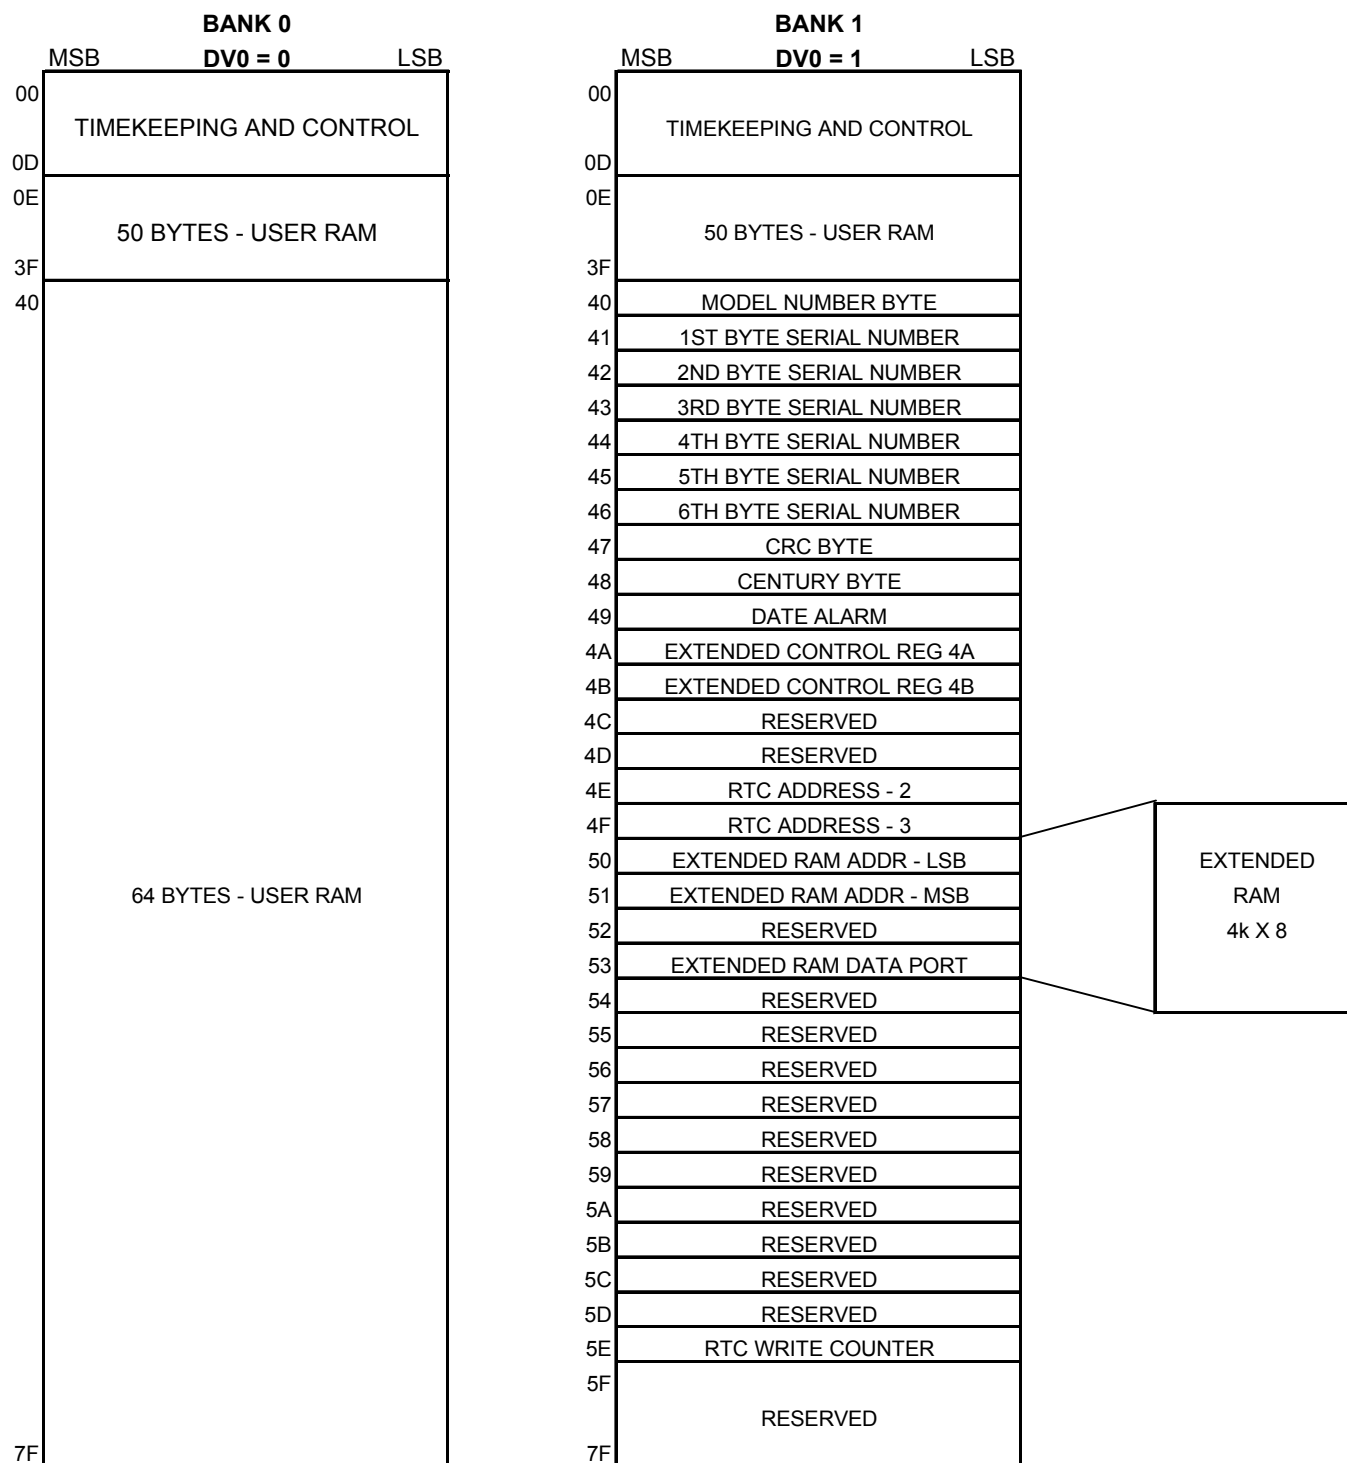 BANK 0
MSB DV0 = 0 LSB
00
TIMEKEEPING AND CONTROL
0D
0E
50 BYTES - USER RAM
3F
40
64 BYTES - USER RAM
7F
BANK 1
MSB DV0 = 1 LSB
00
TIMEKEEPING AND CONTROL
0D
0E
50 BYTES - USER RAM
3F
40 MODEL NUMBER BYTE
41 1ST BYTE SERIAL NUMBER
42 2ND BYTE SERIAL NUMBER
43 3RD BYTE SERIAL NUMBER
44 4TH BYTE SERIAL NUMBER
45 5TH BYTE SERIAL NUMBER
46 6TH BYTE SERIAL NUMBER
47 CRC BYTE
48 CENTURY BYTE
49 DATE ALARM
4A EXTENDED CONTROL REG 4A
4B EXTENDED CONTROL REG 4B
4C RESERVED
4D RESERVED
4E RTC ADDRESS - 2
4F RTC ADDRESS - 3
50 EXTENDED RAM ADDR - LSB
51 EXTENDED RAM ADDR - MSB
52 RESERVED
53 EXTENDED RAM DATA PORT
54 RESERVED
55 RESERVED
56 RESERVED
57 RESERVED
58 RESERVED
59 RESERVED
5A RESERVED
5B RESERVED
5C RESERVED
5D RESERVED
5E RTC WRITE COUNTER
5F
RESERVED
7F
EXTENDED
RAM
4k X 8